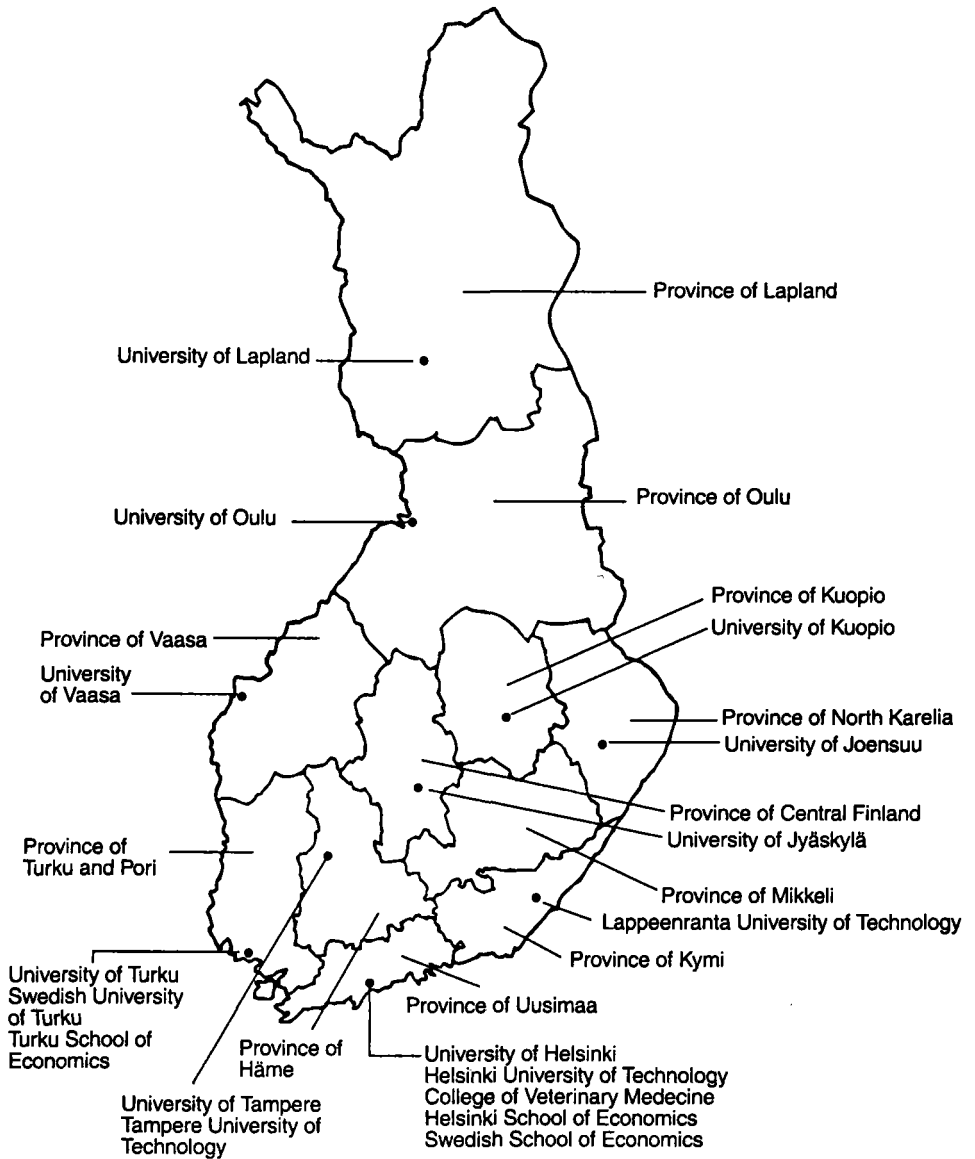 Province of Lapland
University of Lapland
Province of Oulu
University of Oulu
Province of Kuopio
University of Kuopio
Province of Vaasa
University
of Vaasa
Province of North Karelia
University of Joensuu
Province of Central Finland
University of Jyäskylä
Province of
Turku and Pori
Province of Mikkeli
Lappeenranta University of Technology
Province of Kymi
University of Turku
Swedish University
of Turku
Turku School of
Economics
Province of Uusimaa
Province of
Häme
University of Helsinki
Helsinki University of Technology
College of Veterinary Medecine
Helsinki School of Economics
Swedish School of Economics
University of Tampere
Tampere University of
Technology